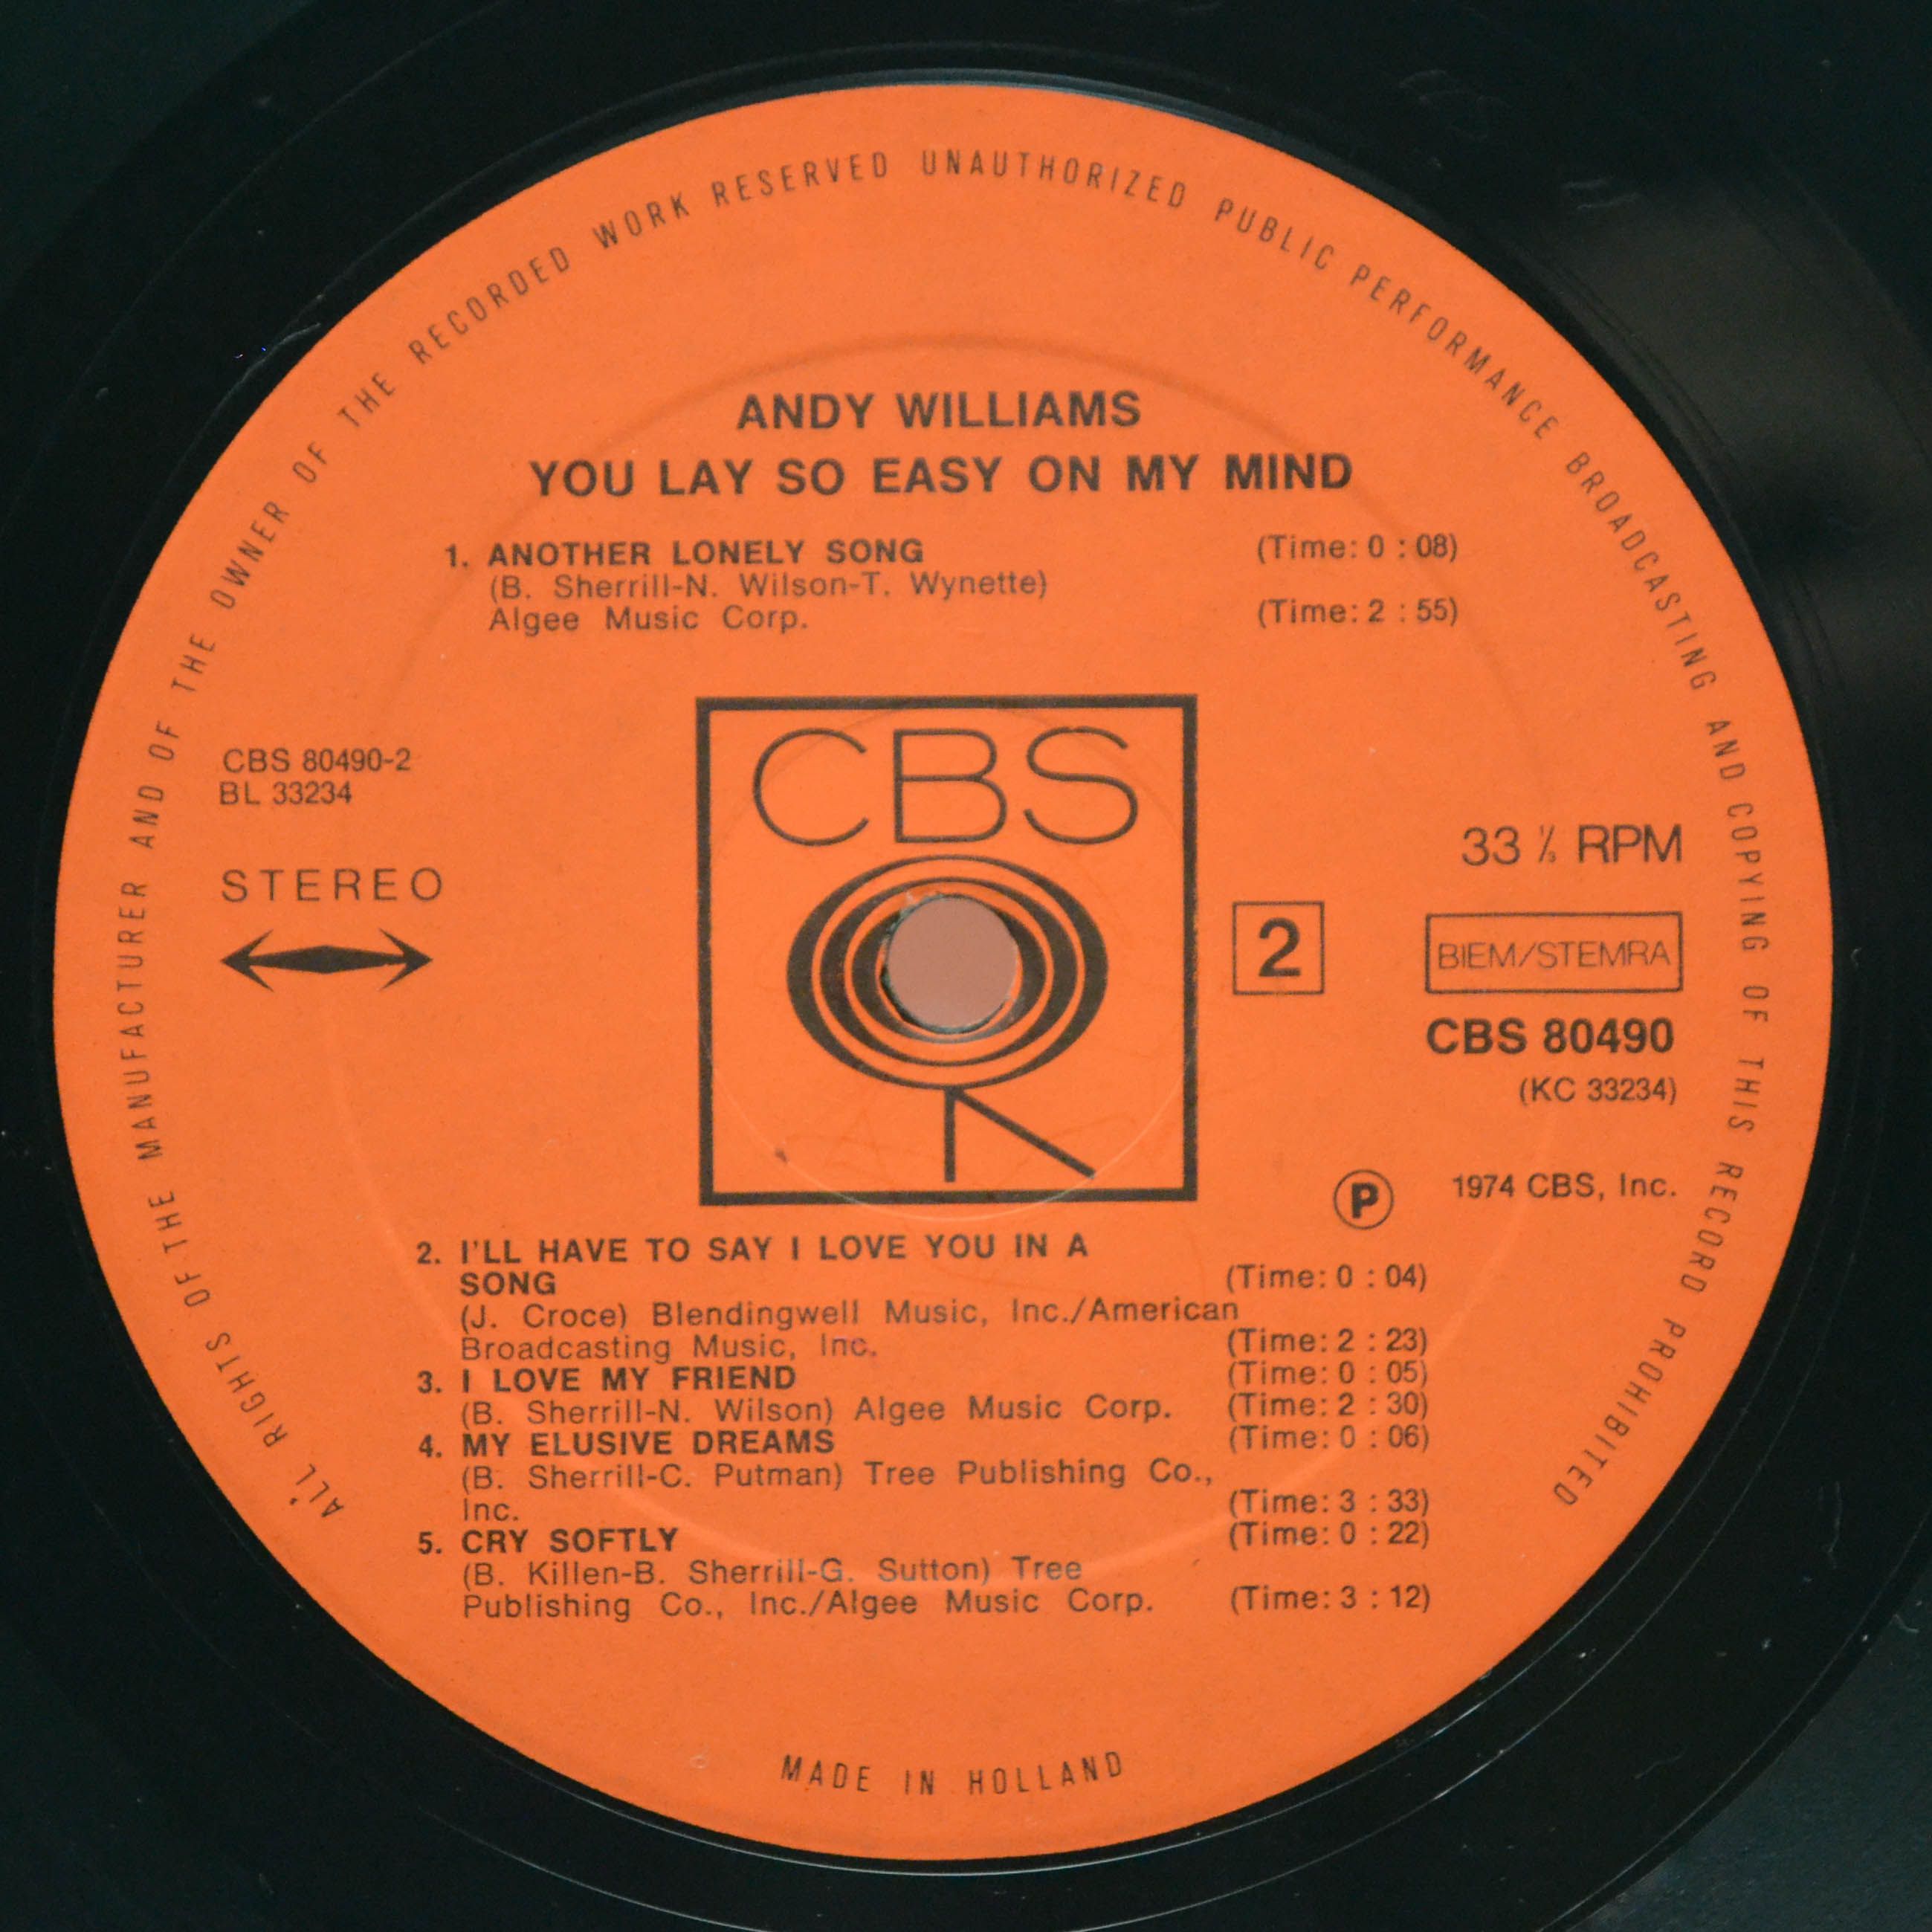 ALL RIGHTS OF THE MANUFACTURER AND OF THE OWNER OF THE RECORDED WORK RESERVED UNAUTHORIZED PUBLIC PERFORMANCE BROADCASTING AND COPYING OF THIS RECORD PROHIBITED
ANDY WILLIAMS
YOU LAY SO EASY ON MY MIND
1. ANOTHER LONELY SONG (Time: 0 : 08)
(B. Sherrill-N. Wilson-T. Wynette)
Algee Music Corp. (Time: 2 : 55)
CBS
CBS 80490-2
BL 33234
STEREO
33 ⅓ RPM
2
BIEM/STEMRA
CBS 80490
(KC 33234)
Ⓟ 1974 CBS, Inc.
2. I'LL HAVE TO SAY I LOVE YOU IN A
SONG (Time: 0 : 04)
(J. Croce) Blendingwell Music, Inc./American
Broadcasting Music, Inc. (Time: 2 : 23)
3. I LOVE MY FRIEND (Time: 0 : 05)
(B. Sherrill-N. Wilson) Algee Music Corp. (Time: 2 : 30)
4. MY ELUSIVE DREAMS (Time: 0 : 06)
(B. Sherrill-C. Putman) Tree Publishing Co.,
Inc. (Time: 3 : 33)
5. CRY SOFTLY (Time: 0 : 22)
(B. Killen-B. Sherrill-G. Sutton) Tree
Publishing Co., Inc./Algee Music Corp. (Time: 3 : 12)
MADE IN HOLLAND